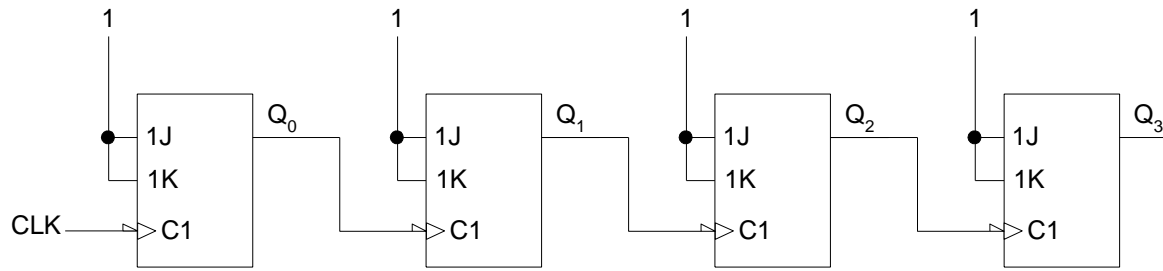 1 1 1 1
Q₀ Q₁ Q₂ Q₃
1J 1J 1J 1J
1K 1K 1K 1K
CLK C1 C1 C1 C1